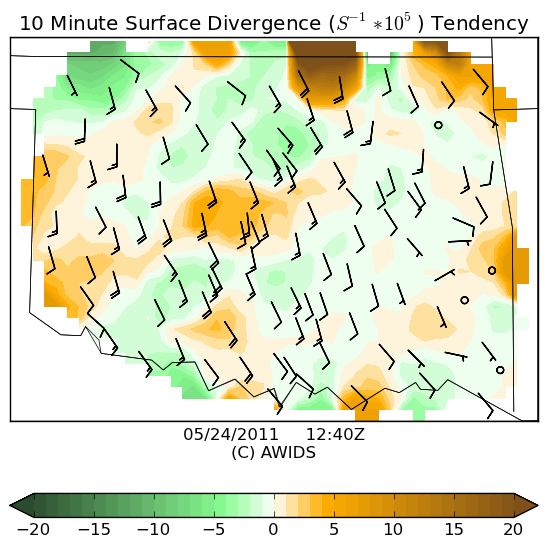 10 Minute Surface Divergence (S⁻¹ * 10⁵ ) Tendency
05/24/2011 12:40Z
(C) AWIDS
−20 −15 −10 −5 0 5 10 15 20